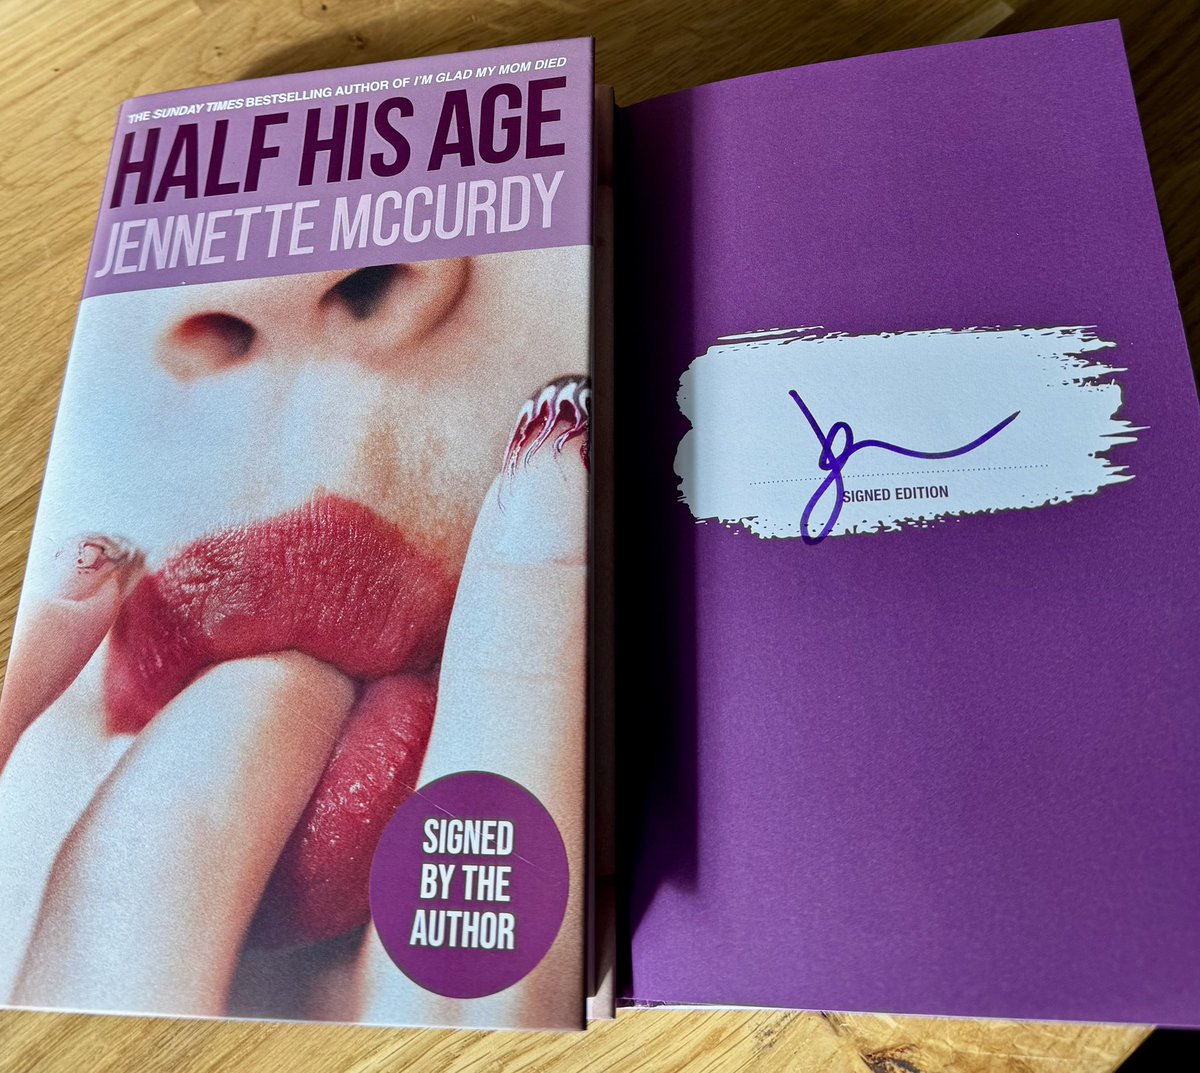 THE SUNDAY TIMES BESTSELLING AUTHOR OF I'M GLAD MY MOM DIED
HALF HIS AGE
JENNETTE MCCURDY
SIGNED
BY THE
AUTHOR
SIGNED EDITION